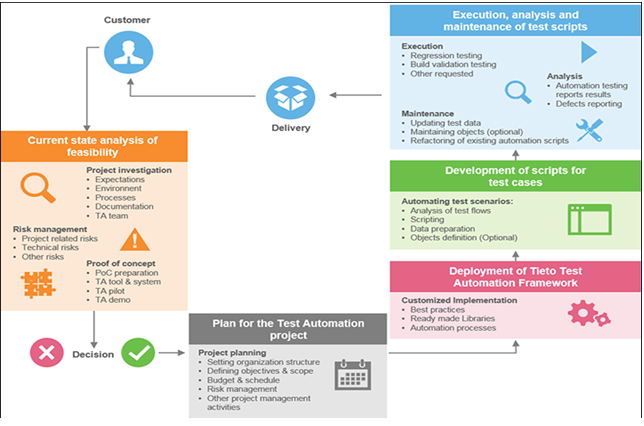 Customer
Delivery
Current state analysis of
feasibility
Project investigation
• Expectations
• Environment
• Processes
• Documentation
• TA team
Risk management
• Project related risks
• Technical risks
• Other risks
Proof of concept
• PoC preparation
• TA tool & system
• TA pilot
• TA demo
Decision
Plan for the Test Automation
project
Project planning
• Setting organization structure
• Defining objectives & scope
• Budget & schedule
• Risk management
• Other project management
activities
Deployment of Tieto Test
Automation Framework
Customized Implementation
• Best practices
• Ready made Libraries
• Automation processes
Development of scripts for
test cases
Automating test scenarios:
• Analysis of test flows
• Scripting
• Data preparation
• Objects definition (Optional)
Execution, analysis and
maintenance of test scripts
Execution
• Regression testing
• Build validation testing
• Other requested
Analysis
• Automation testing
reports results
• Defects reporting
Maintenance
• Updating test data
• Maintaining objects (optional)
• Refactoring of existing automation scripts